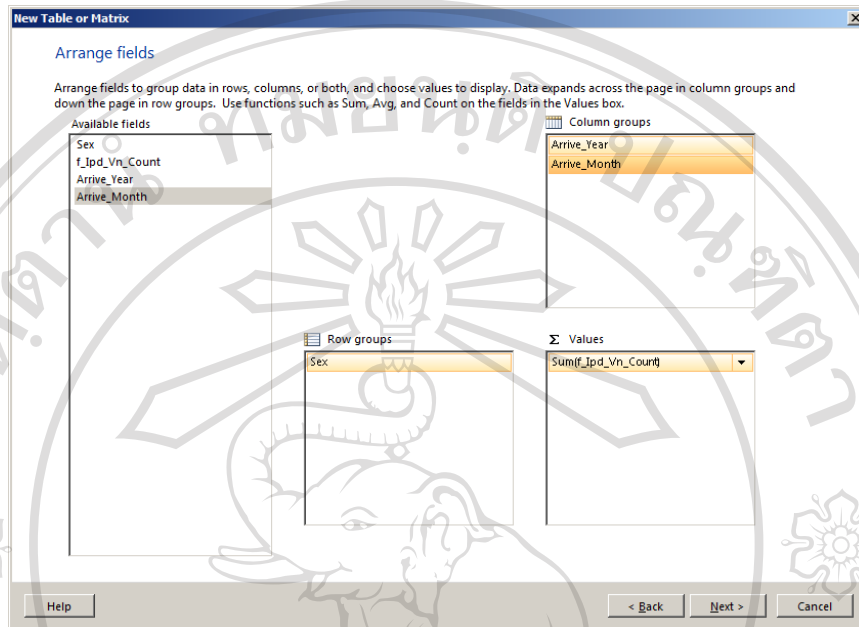 New Table or Matrix
Arrange fields
Arrange fields to group data in rows, columns, or both, and choose values to display. Data expands across the page in column groups and
down the page in row groups. Use functions such as Sum, Avg, and Count on the fields in the Values box.
Available fields
Sex
f_Ipd_Vn_Count
Arrive_Year
Arrive_Month
Column groups
Arrive_Year
Arrive_Month
Row groups
Sex
Σ Values
Sum(f_Ipd_Vn_Count)
Help
< Back
Next >
Cancel